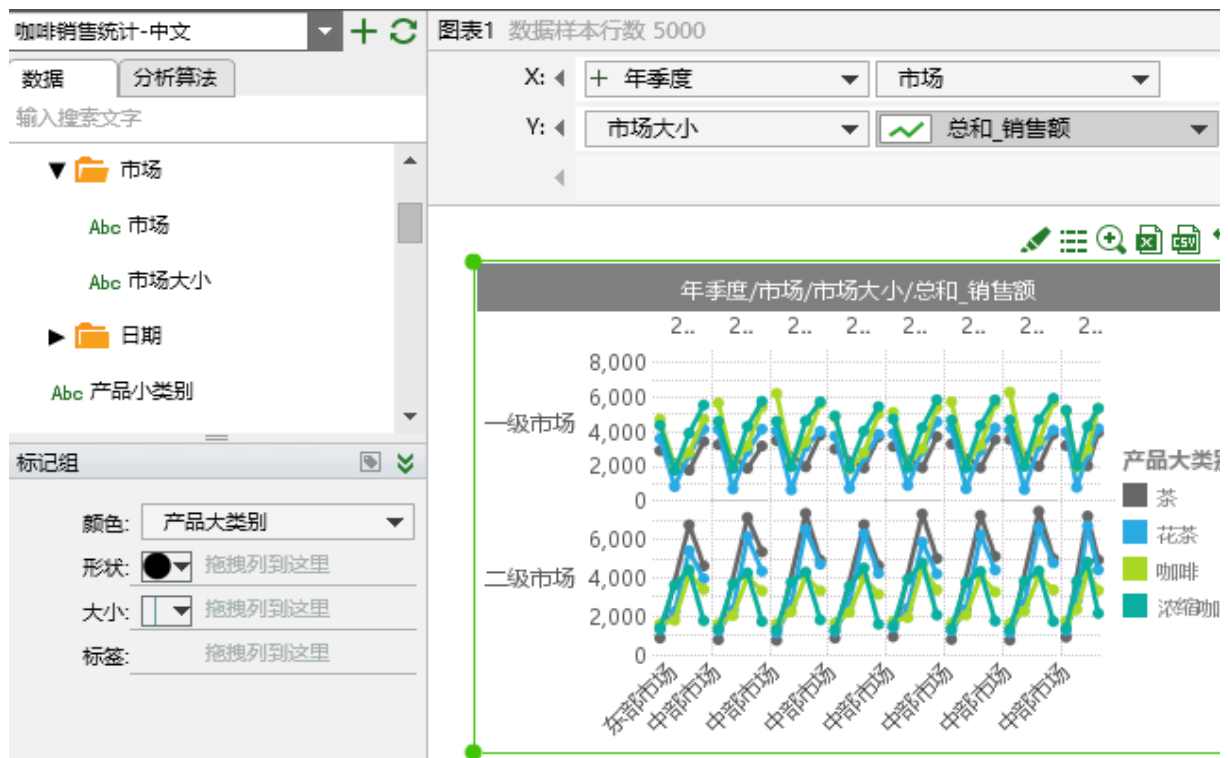 咖啡销售统计-中文
图表1 数据样本行数 5000
数据 分析算法
输入搜索文字
市场
Abc 市场
Abc 市场大小
日期
Abc 产品小类别
X: 年季度 市场
Y: 市场大小 总和_销售额
CSV
标记组
颜色: 产品大类别
形状: 拖拽列到这里
大小: 拖拽列到这里
标签: 拖拽列到这里
年季度/市场/市场大小/总和_销售额
2.. 2.. 2.. 2.. 2.. 2.. 2.. 2..
一级市场
8,000
6,000
4,000
2,000
0
二级市场
6,000
4,000
2,000
0
东部市场 中部市场 中部市场 中部市场 中部市场 中部市场 中部市场 中部市场
产品大类别
茶
花茶
咖啡
浓缩咖